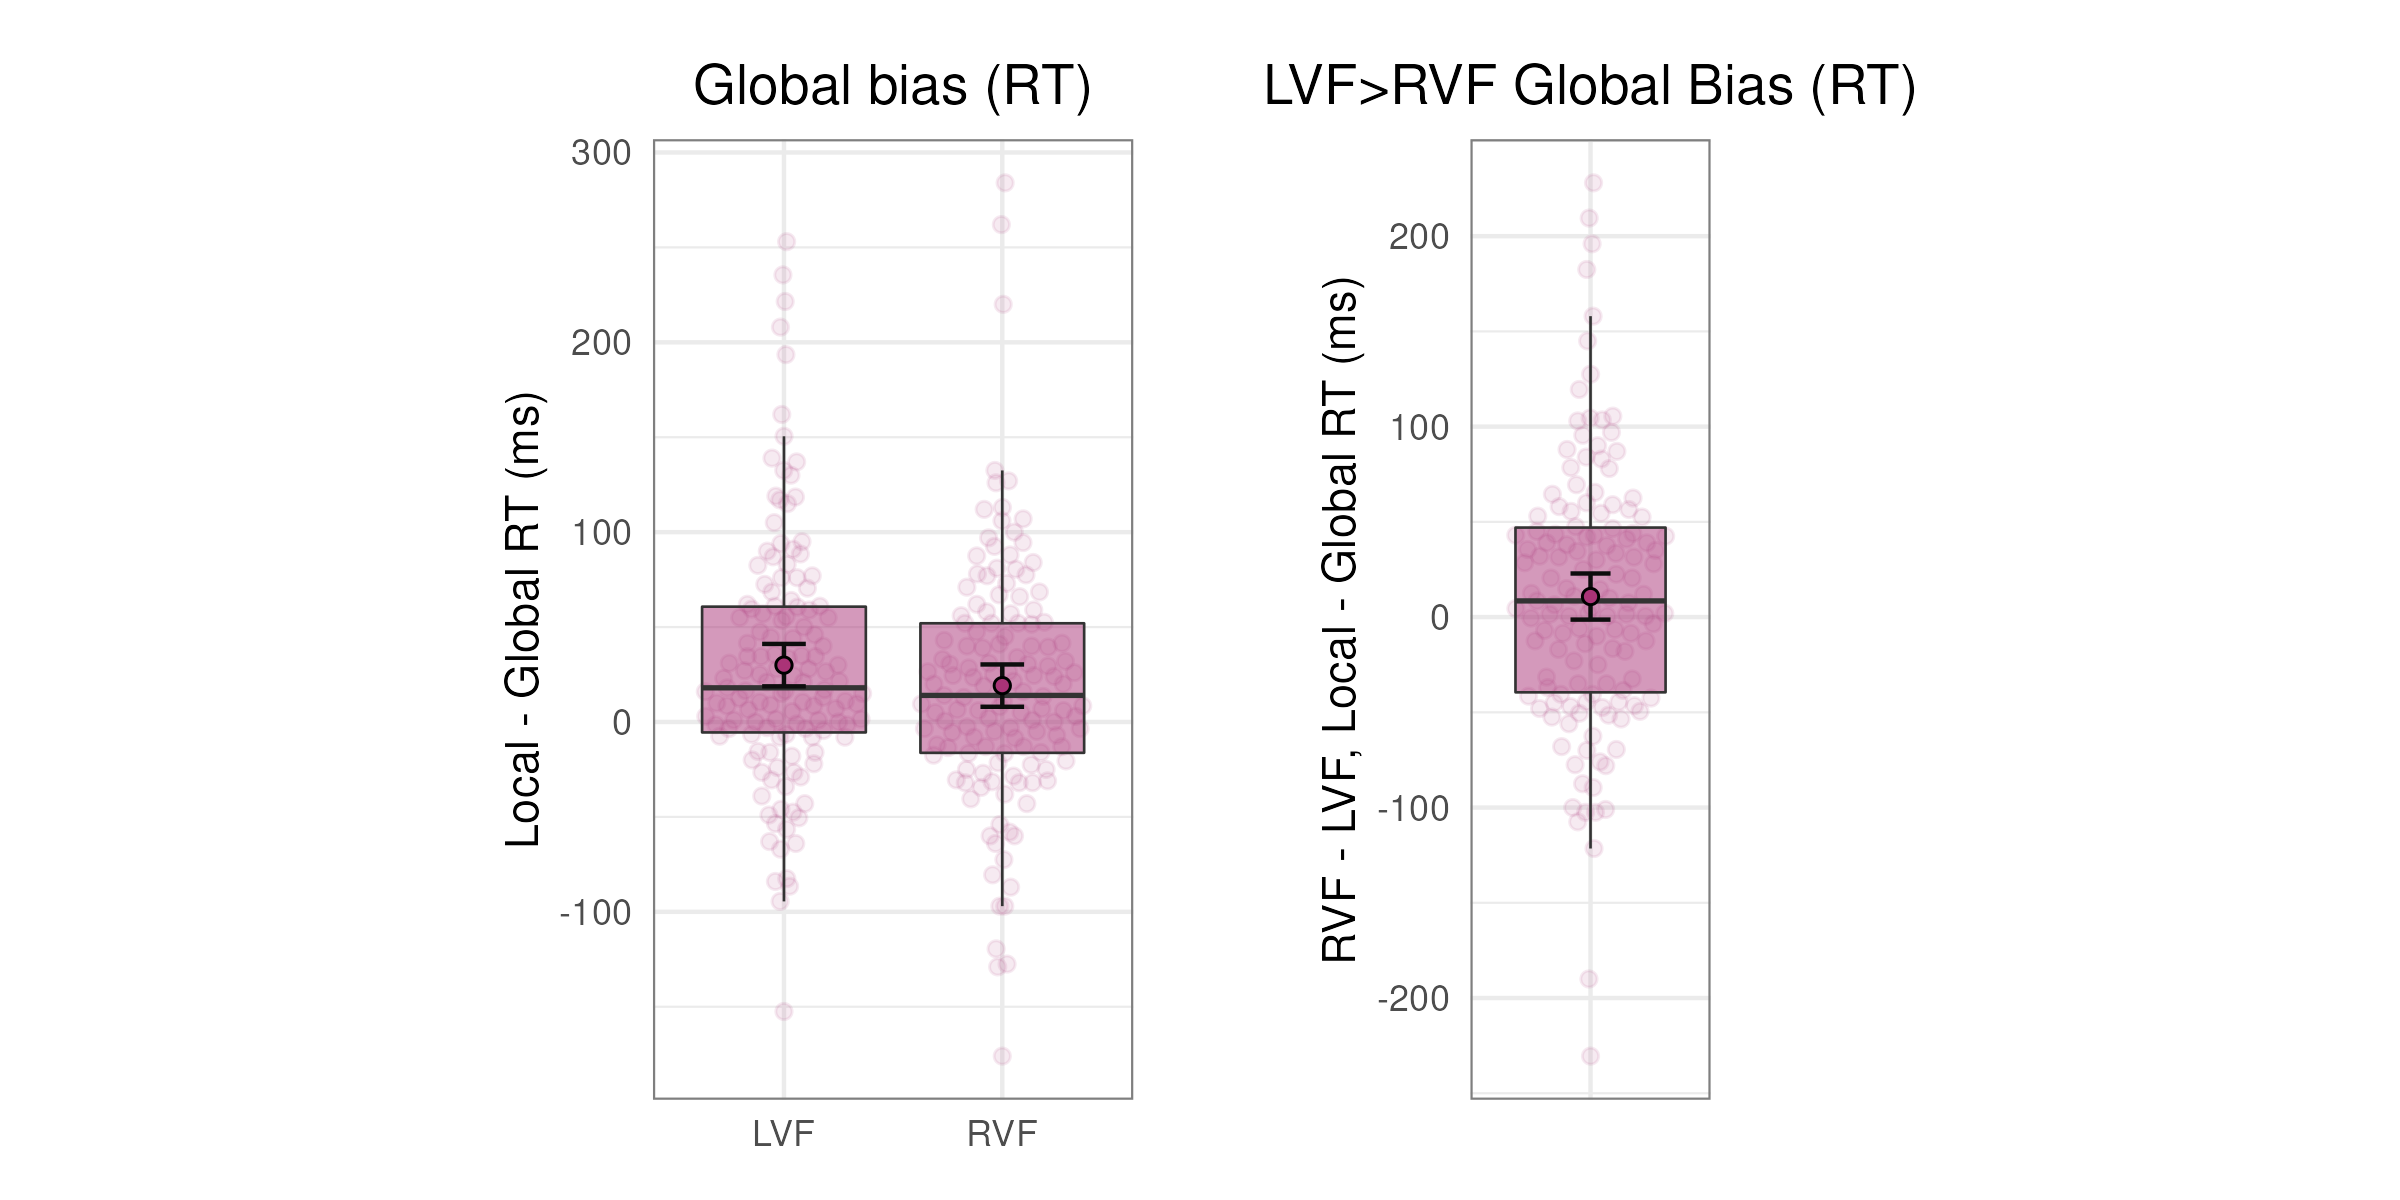 Global bias (RT)
Local - Global RT (ms)
300
200
100
0
-100
LVF
RVF
LVF>RVF Global Bias (RT)
RVF - LVF, Local - Global RT (ms)
200
100
0
-100
-200